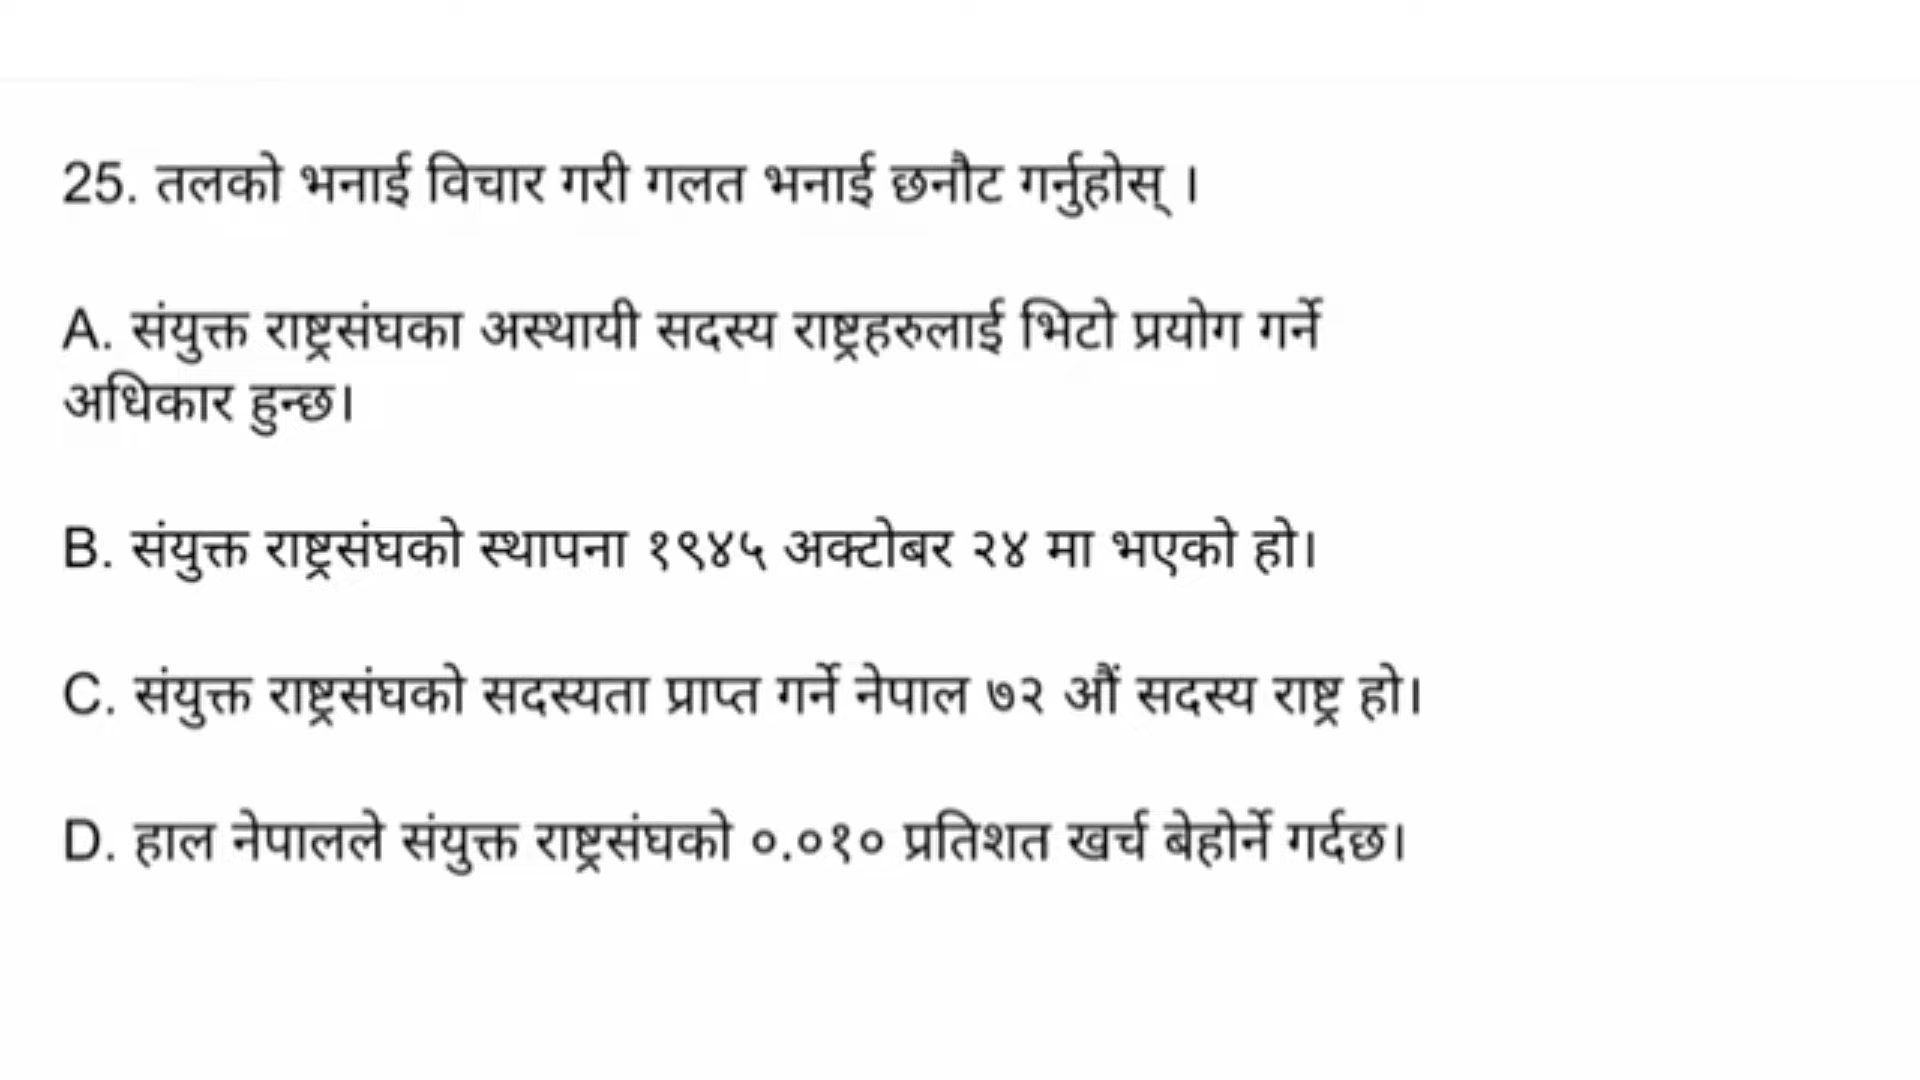 25. तलको भनाई विचार गरी गलत भनाई छनौट गर्नुहोस् ।
A. संयुक्त राष्ट्रसंघका अस्थायी सदस्य राष्ट्रहरुलाई भिटो प्रयोग गर्ने
अधिकार हुन्छ।
B. संयुक्त राष्ट्रसंघको स्थापना १९४५ अक्टोबर २४ मा भएको हो।
C. संयुक्त राष्ट्रसंघको सदस्यता प्राप्त गर्ने नेपाल ७२ औं सदस्य राष्ट्र हो।
D. हाल नेपालले संयुक्त राष्ट्रसंघको ०.०१० प्रतिशत खर्च बेहोर्ने गर्दछ।